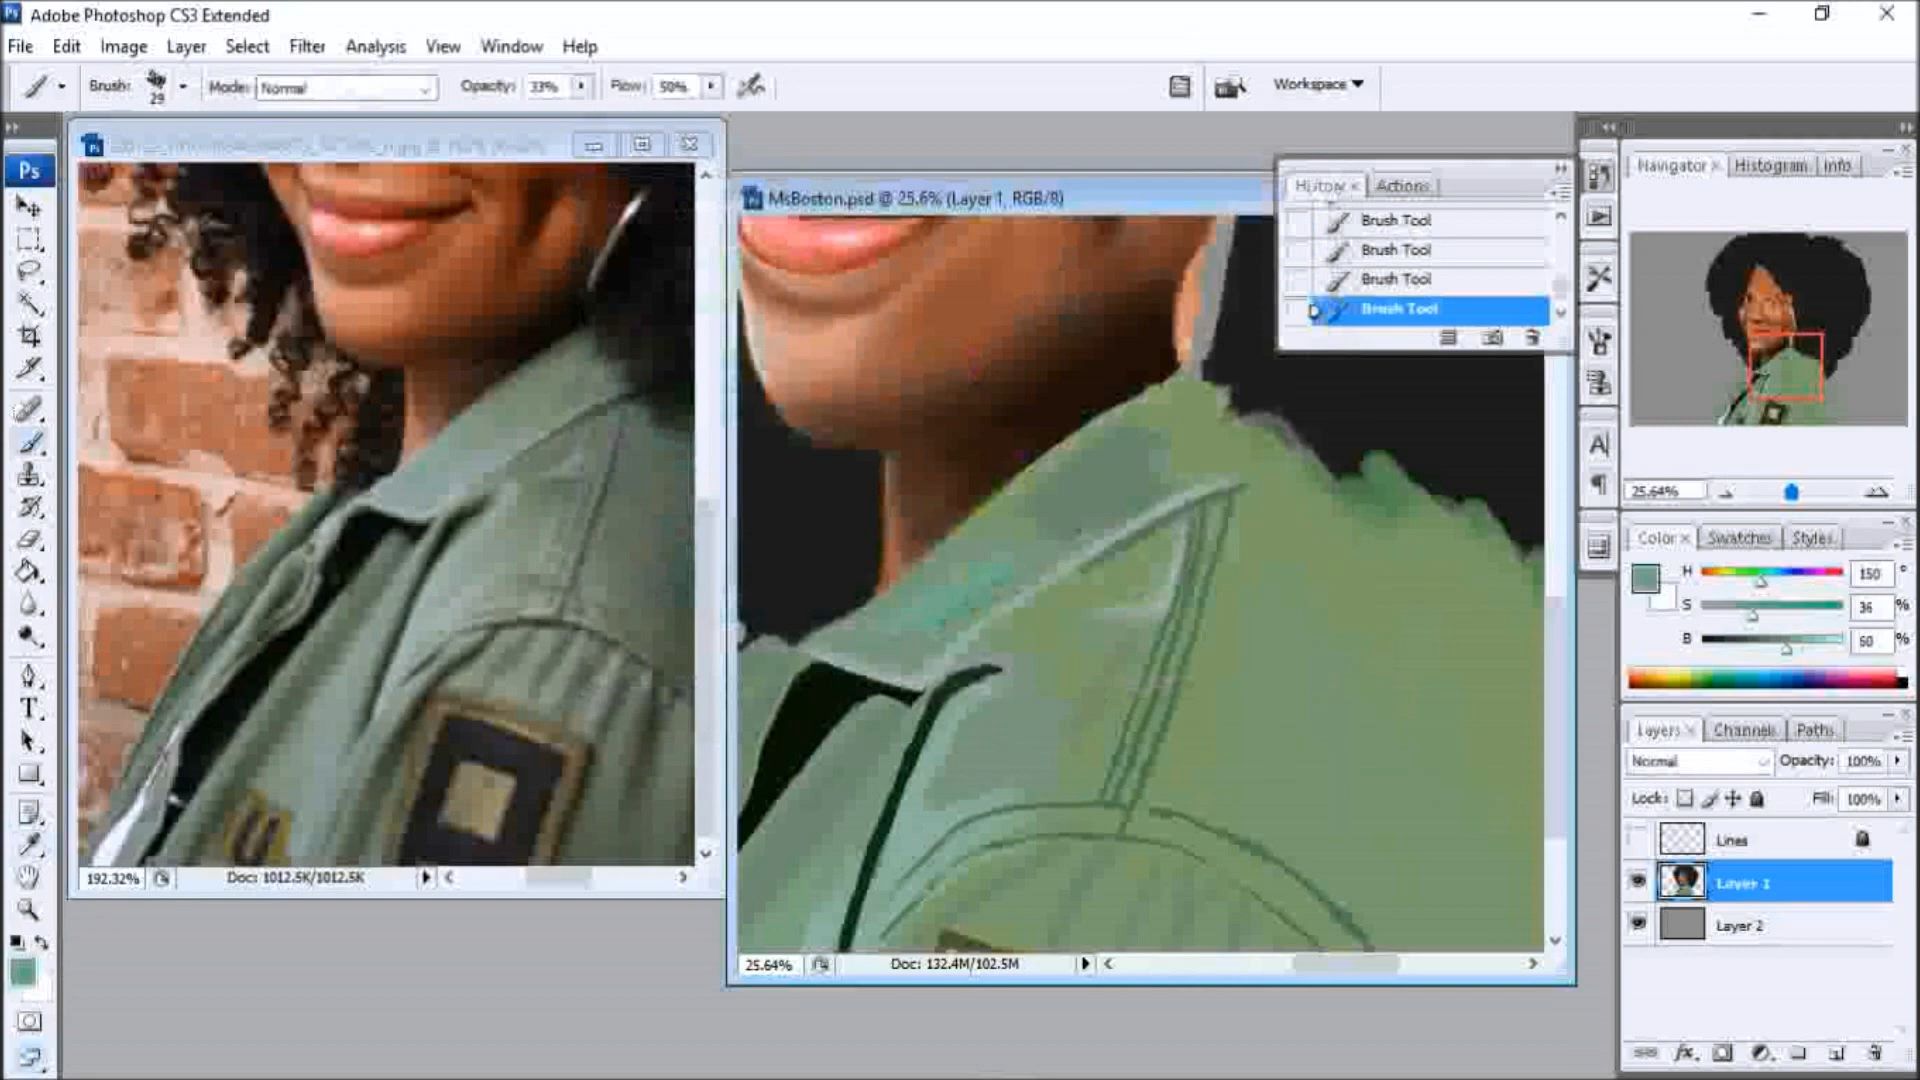 Ps Adobe Photoshop CS3 Extended
File Edit Image Layer Select Filter Analysis View Window Help
Brush: 29 Mode: Normal Opacity: 33% Flow: 50% Workspace
Ps
MsBoston.psd @ 25.6% (Layer 1, RGB/8)
192.32% Doc: 1012.5K/1012.5K
25.64% Doc: 132.4M/102.5M
History × Actions
Brush Tool
Brush Tool
Brush Tool
Brush Tool
Navigator × Histogram Info
25.64%
Color × Swatches Styles
H 150 °
S 36 %
B 60 %
Layers × Channels Paths
Normal Opacity: 100%
Lock: Fill: 100%
Lines
Layer 1
Layer 2